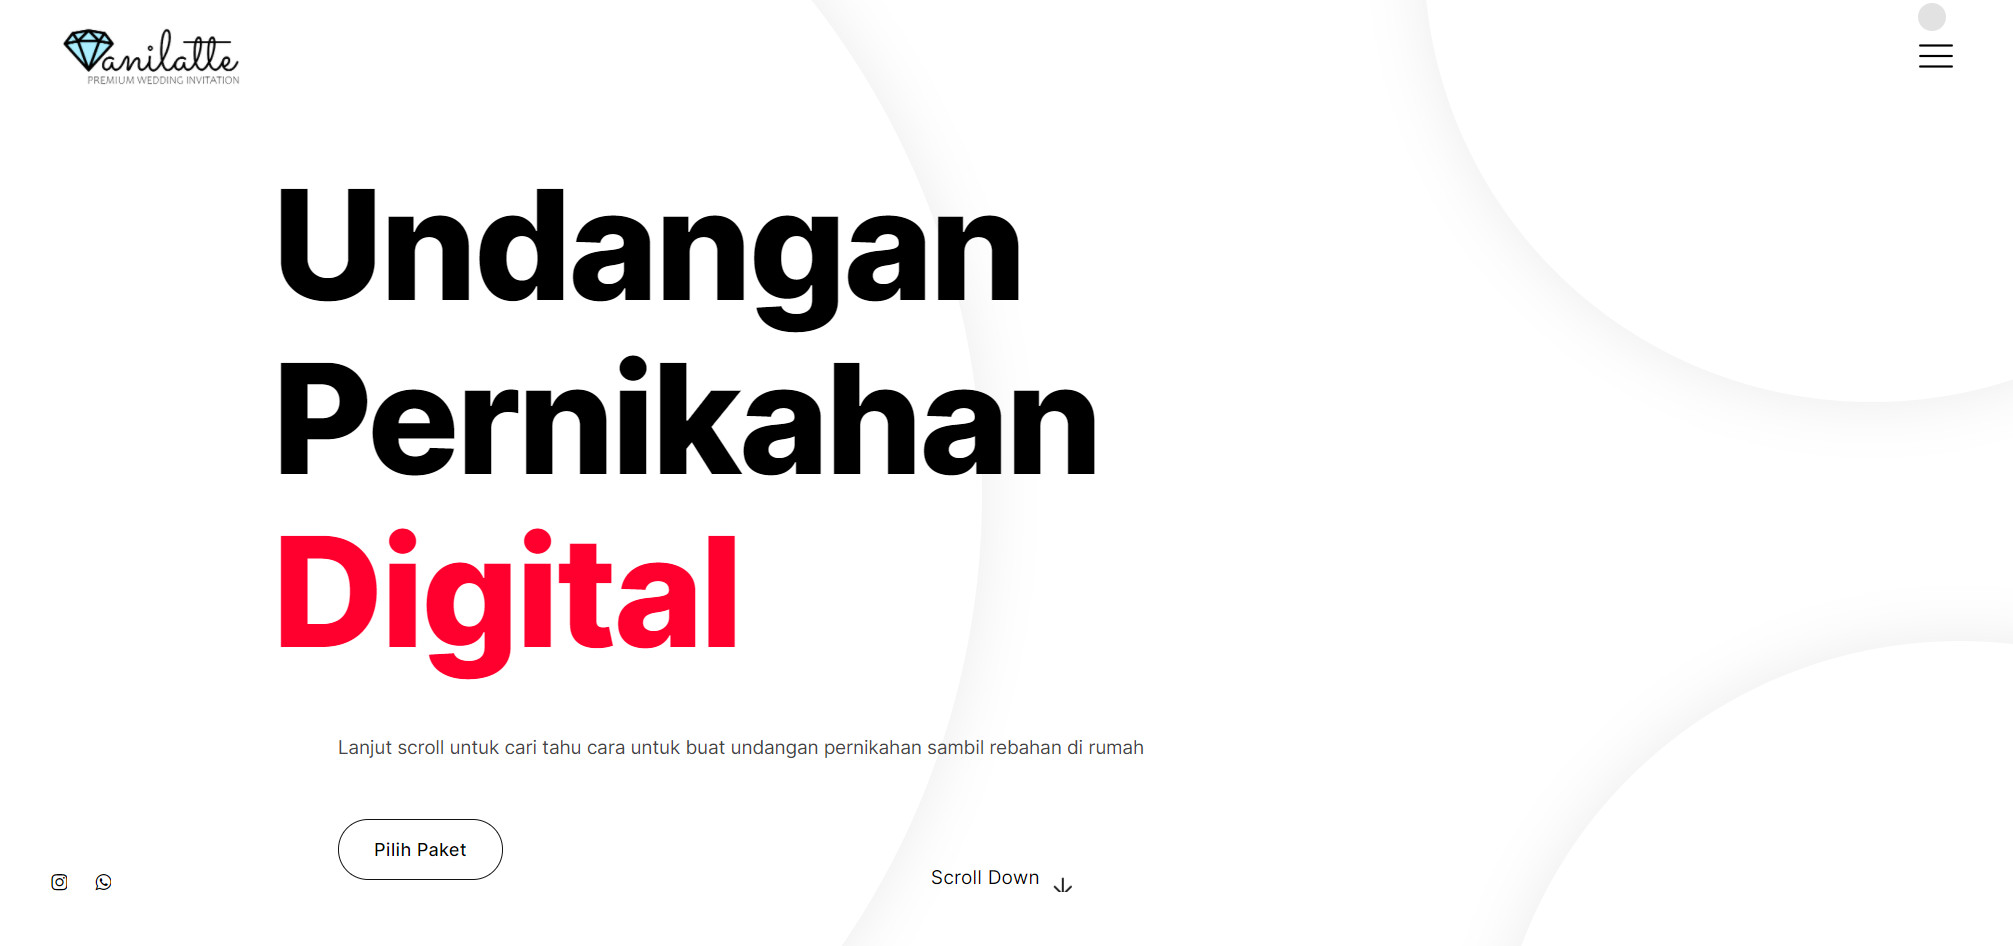 Vanilatte
PREMIUM WEDDING INVITATION
Undangan
Pernikahan
Digital
Lanjut scroll untuk cari tahu cara untuk buat undangan pernikahan sambil rebahan di rumah
Pilih Paket
Scroll Down